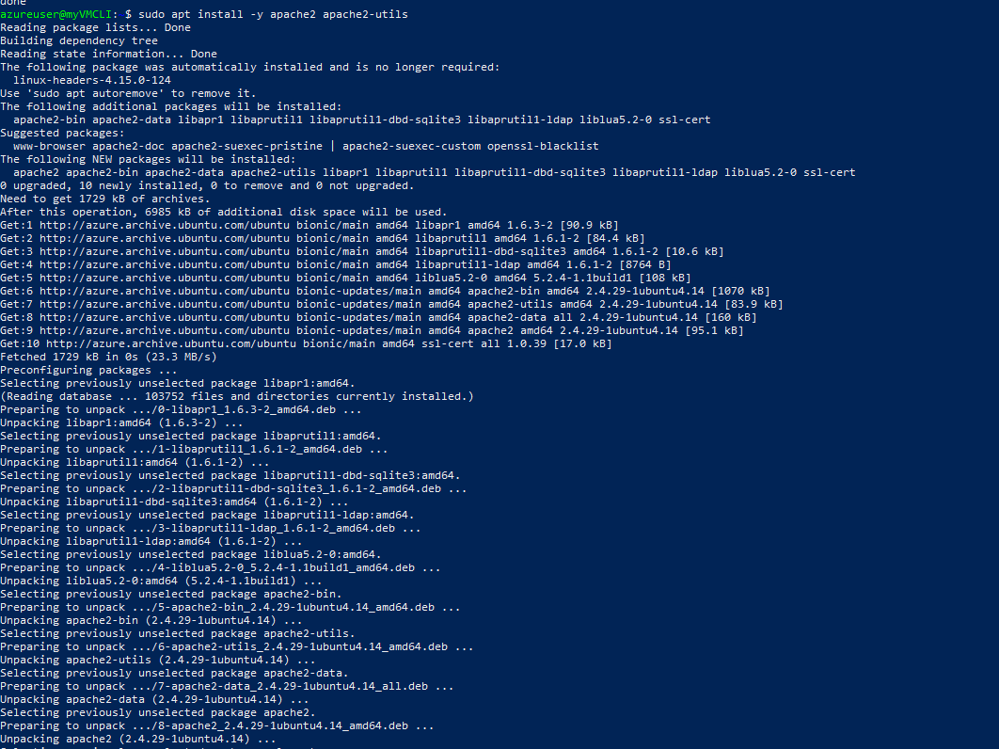 done
azureuser@myVMCLI: $ sudo apt install -y apache2 apache2-utils
Reading package lists... Done
Building dependency tree
Reading state information... Done
The following package was automatically installed and is no longer required:
  linux-headers-4.15.0-124
Use 'sudo apt autoremove' to remove it.
The following additional packages will be installed:
  apache2-bin apache2-data libapr1 libaprutil1 libaprutil1-dbd-sqlite3 libaprutil1-ldap liblua5.2-0 ssl-cert
Suggested packages:
  www-browser apache2-doc apache2-suexec-pristine | apache2-suexec-custom openssl-blacklist
The following NEW packages will be installed:
  apache2 apache2-bin apache2-data apache2-utils libapr1 libaprutil1 libaprutil1-dbd-sqlite3 libaprutil1-ldap liblua5.2-0 ssl-cert
0 upgraded, 10 newly installed, 0 to remove and 0 not upgraded.
Need to get 1729 kB of archives.
After this operation, 6985 kB of additional disk space will be used.
Get:1 http://azure.archive.ubuntu.com/ubuntu bionic/main amd64 libapr1 amd64 1.6.3-2 [90.9 kB]
Get:2 http://azure.archive.ubuntu.com/ubuntu bionic/main amd64 libaprutil1 amd64 1.6.1-2 [84.4 kB]
Get:3 http://azure.archive.ubuntu.com/ubuntu bionic/main amd64 libaprutil1-dbd-sqlite3 amd64 1.6.1-2 [10.6 kB]
Get:4 http://azure.archive.ubuntu.com/ubuntu bionic/main amd64 libaprutil1-ldap amd64 1.6.1-2 [8764 B]
Get:5 http://azure.archive.ubuntu.com/ubuntu bionic/main amd64 liblua5.2-0 amd64 5.2.4-1.1build1 [108 kB]
Get:6 http://azure.archive.ubuntu.com/ubuntu bionic-updates/main amd64 apache2-bin amd64 2.4.29-1ubuntu4.14 [1070 kB]
Get:7 http://azure.archive.ubuntu.com/ubuntu bionic-updates/main amd64 apache2-utils amd64 2.4.29-1ubuntu4.14 [83.9 kB]
Get:8 http://azure.archive.ubuntu.com/ubuntu bionic-updates/main amd64 apache2-data all 2.4.29-1ubuntu4.14 [160 kB]
Get:9 http://azure.archive.ubuntu.com/ubuntu bionic-updates/main amd64 apache2 amd64 2.4.29-1ubuntu4.14 [95.1 kB]
Get:10 http://azure.archive.ubuntu.com/ubuntu bionic/main amd64 ssl-cert all 1.0.39 [17.0 kB]
Fetched 1729 kB in 0s (23.3 MB/s)
Preconfiguring packages ...
Selecting previously unselected package libapr1:amd64.
(Reading database ... 103752 files and directories currently installed.)
Preparing to unpack .../0-libapr1_1.6.3-2_amd64.deb ...
Unpacking libapr1:amd64 (1.6.3-2) ...
Selecting previously unselected package libaprutil1:amd64.
Preparing to unpack .../1-libaprutil1_1.6.1-2_amd64.deb ...
Unpacking libaprutil1:amd64 (1.6.1-2) ...
Selecting previously unselected package libaprutil1-dbd-sqlite3:amd64.
Preparing to unpack .../2-libaprutil1-dbd-sqlite3_1.6.1-2_amd64.deb ...
Unpacking libaprutil1-dbd-sqlite3:amd64 (1.6.1-2) ...
Selecting previously unselected package libaprutil1-ldap:amd64.
Preparing to unpack .../3-libaprutil1-ldap_1.6.1-2_amd64.deb ...
Unpacking libaprutil1-ldap:amd64 (1.6.1-2) ...
Selecting previously unselected package liblua5.2-0:amd64.
Preparing to unpack .../4-liblua5.2-0_5.2.4-1.1build1_amd64.deb ...
Unpacking liblua5.2-0:amd64 (5.2.4-1.1build1) ...
Selecting previously unselected package apache2-bin.
Preparing to unpack .../5-apache2-bin_2.4.29-1ubuntu4.14_amd64.deb ...
Unpacking apache2-bin (2.4.29-1ubuntu4.14) ...
Selecting previously unselected package apache2-utils.
Preparing to unpack .../6-apache2-utils_2.4.29-1ubuntu4.14_amd64.deb ...
Unpacking apache2-utils (2.4.29-1ubuntu4.14) ...
Selecting previously unselected package apache2-data.
Preparing to unpack .../7-apache2-data_2.4.29-1ubuntu4.14_all.deb ...
Unpacking apache2-data (2.4.29-1ubuntu4.14) ...
Selecting previously unselected package apache2.
Preparing to unpack .../8-apache2_2.4.29-1ubuntu4.14_amd64.deb ...
Unpacking apache2 (2.4.29-1ubuntu4.14) ...